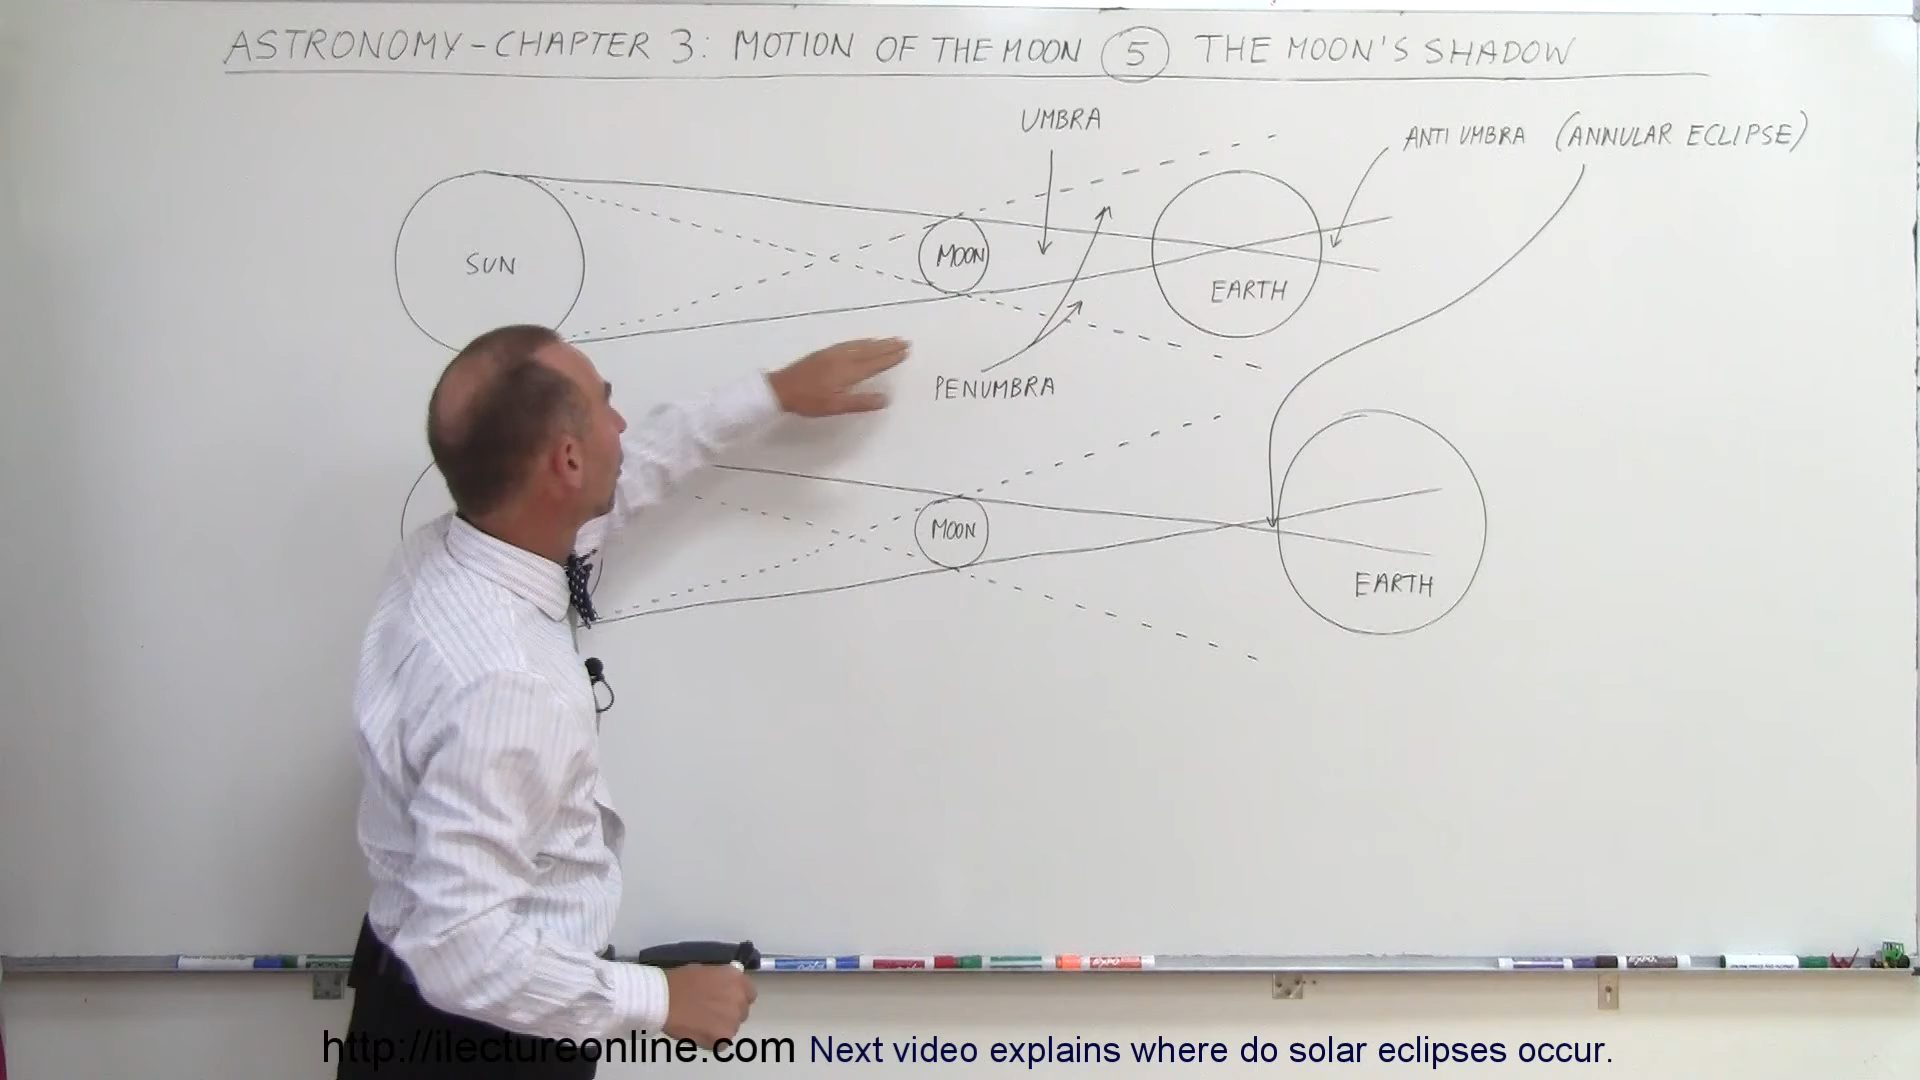 ASTRONOMY - CHAPTER 3: MOTION OF THE MOON 5 THE MOON'S SHADOW
UMBRA
ANTI UMBRA (ANNULAR ECLIPSE)
SUN
MOON
EARTH
PENUMBRA
MOON
EARTH
EXPO
http://ilectureonline.com Next video explains where do solar eclipses occur.